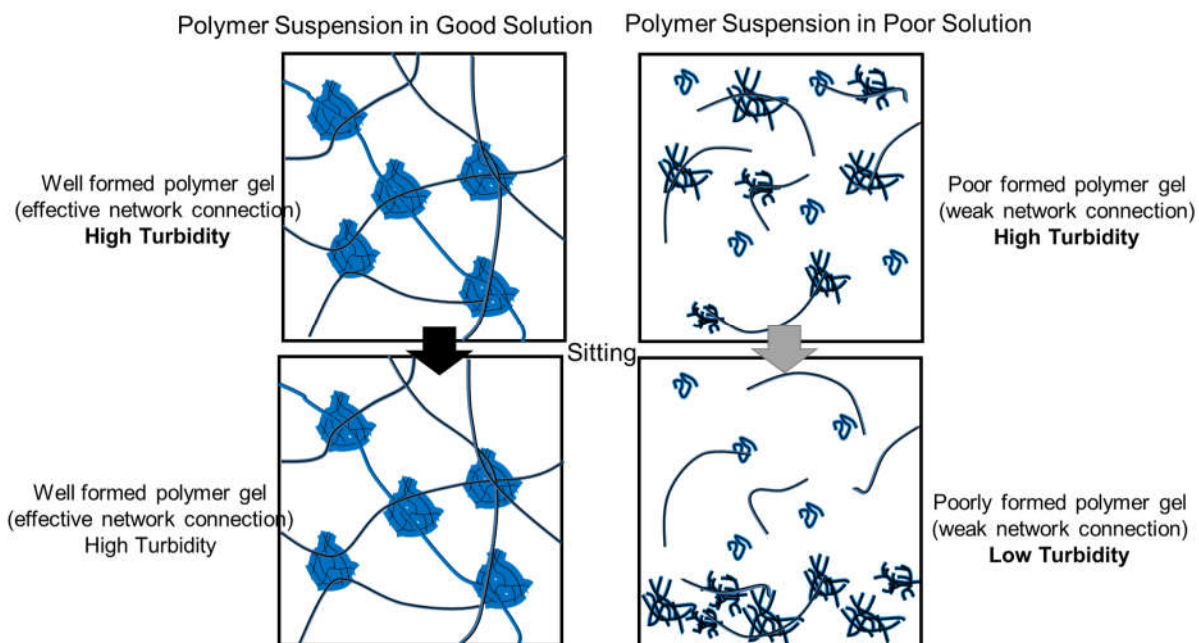 Polymer Suspension in Good Solution
Polymer Suspension in Poor Solution
Well formed polymer gel
(effective network connection)
High Turbidity
Poor formed polymer gel
(weak network connection)
High Turbidity
Sitting
Well formed polymer gel
(effective network connection)
High Turbidity
Poorly formed polymer gel
(weak network connection)
Low Turbidity